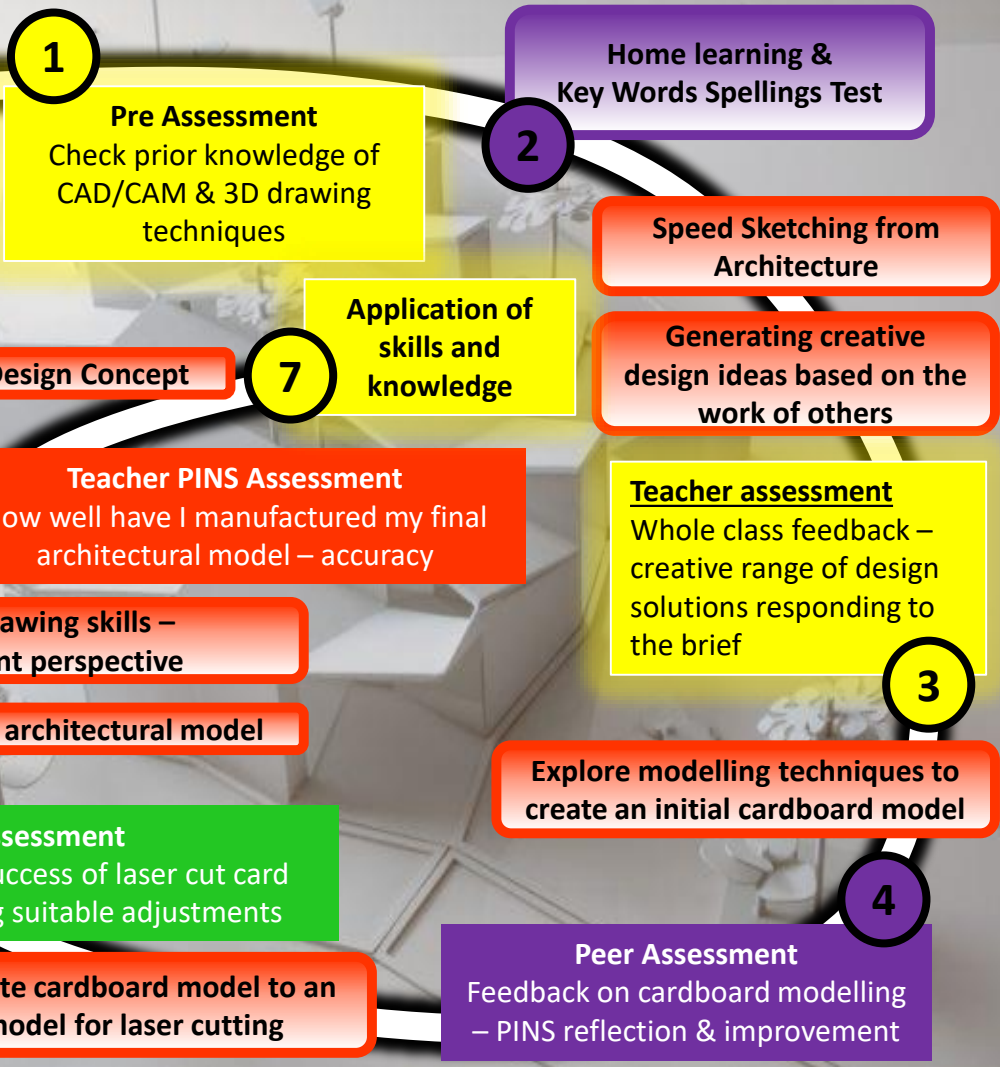 1
Pre Assessment
Check prior knowledge of
CAD/CAM & 3D drawing
techniques
Home learning &
Key Words Spellings Test
2
Speed Sketching from
Architecture
Generating creative
design ideas based on the
work of others
Application of
skills and
knowledge
7
Design Concept
Teacher PINS Assessment
ow well have I manufactured my final
architectural model – accuracy
Teacher assessment
Whole class feedback –
creative range of design
solutions responding to
the brief
3
awing skills –
nt perspective
architectural model
Explore modelling techniques to
create an initial cardboard model
ssessment
uccess of laser cut card
g suitable adjustments
4
Peer Assessment
Feedback on cardboard modelling
– PINS reflection & improvement
te cardboard model to an
model for laser cutting